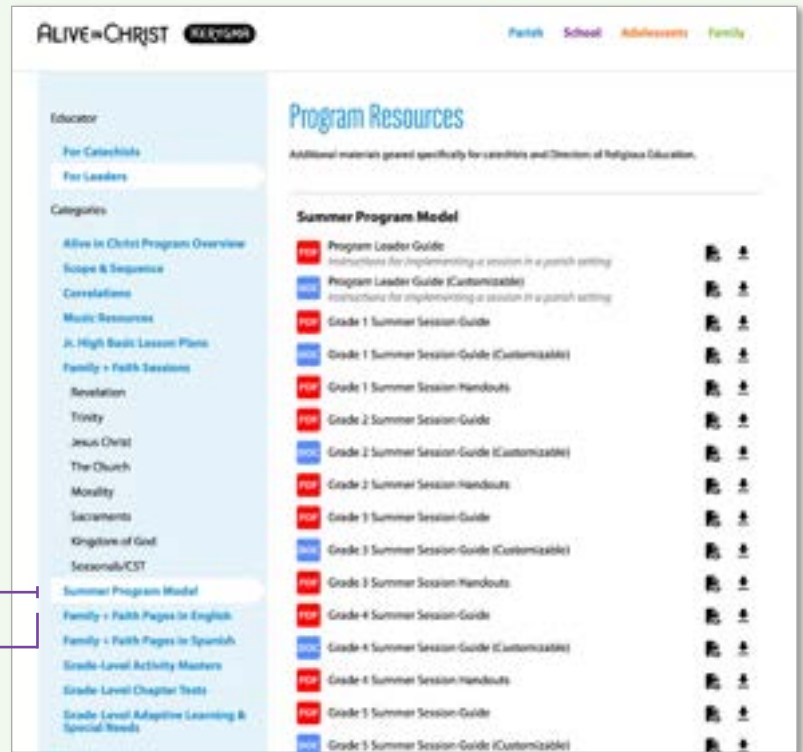 ALIVE IN CHRIST KERYGMA
Parish School Adolescents Family
Educator
For Catechists
For Leaders
Categories
Alive in Christ Program Overview
Scope & Sequence
Correlations
Music Resources
Jr. High Basic Lesson Plans
Family + Faith Sessions
Revelation
Trinity
Jesus Christ
The Church
Morality
Sacraments
Kingdom of God
Seasonals/CST
Summer Program Model
Family + Faith Pages in English
Family + Faith Pages in Spanish
Grade-Level Activity Masters
Grade-Level Chapter Tests
Grade-Level Adaptive Learning &
Special Needs
Program Resources
Additional materials geared specifically for catechists and Directors of Religious Education.
Summer Program Model
PDF Program Leader Guide
Instructions for implementing a session in a parish setting
DOC Program Leader Guide (Customizable)
Instructions for implementing a session in a parish setting
PDF Grade 1 Summer Session Guide
DOC Grade 1 Summer Session Guide (Customizable)
PDF Grade 1 Summer Session Handouts
PDF Grade 2 Summer Session Guide
DOC Grade 2 Summer Session Guide (Customizable)
PDF Grade 2 Summer Session Handouts
PDF Grade 3 Summer Session Guide
DOC Grade 3 Summer Session Guide (Customizable)
PDF Grade 3 Summer Session Handouts
PDF Grade 4 Summer Session Guide
DOC Grade 4 Summer Session Guide (Customizable)
PDF Grade 4 Summer Session Handouts
PDF Grade 5 Summer Session Guide
DOC Grade 5 Summer Session Guide (Customizable)